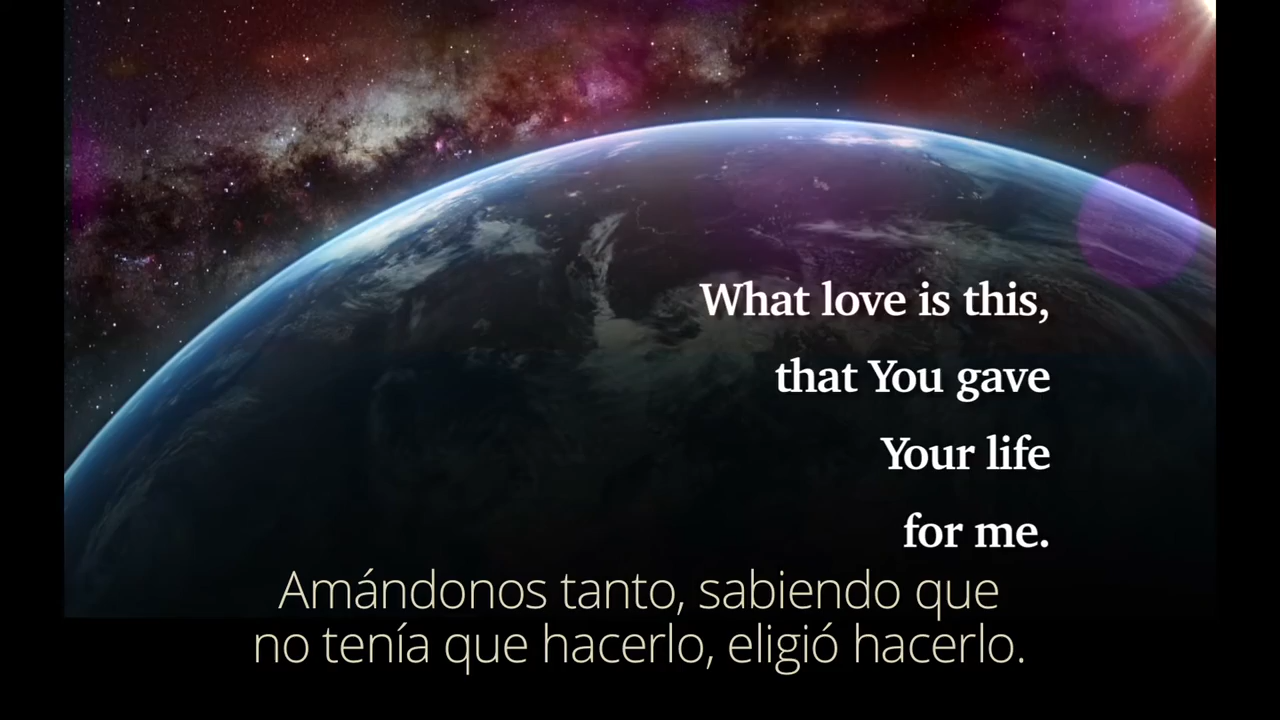 What love is this,
that You gave
Your life
for me.
Amándonos tanto, sabiendo que
no tenía que hacerlo, eligió hacerlo.